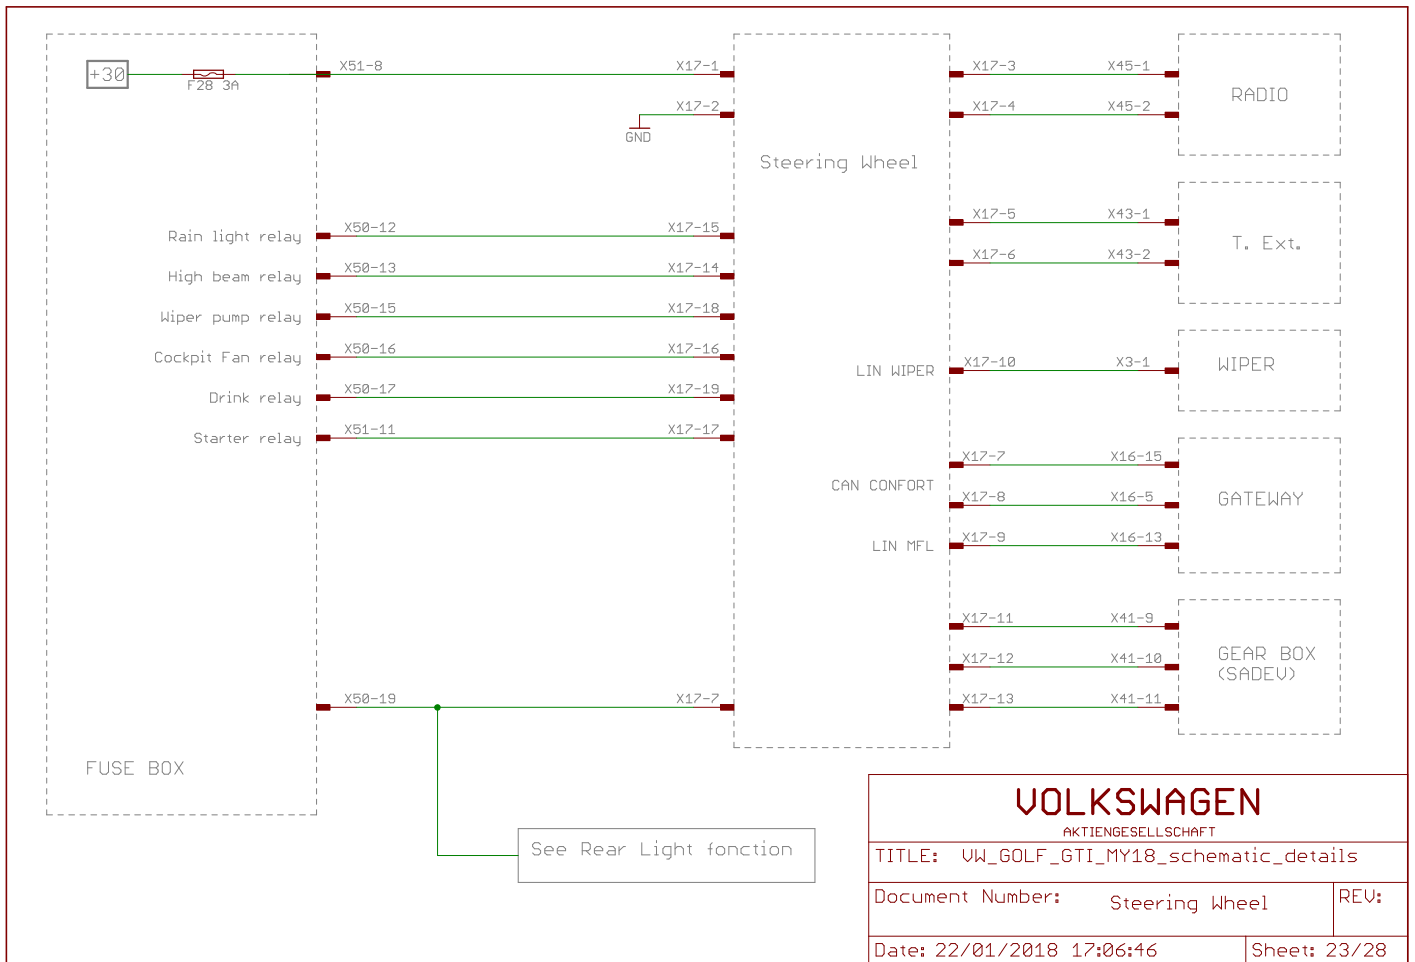 +30
F28 3A
X51-8
X17-1
X17-2
GND
Steering Wheel
X17-3
X45-1
X17-4
X45-2
RADIO
X17-5
X43-1
X17-6
X43-2
T. Ext.
Rain light relay
X50-12
X17-15
High beam relay
X50-13
X17-14
Wiper pump relay
X50-15
X17-18
Cockpit Fan relay
X50-16
X17-16
Drink relay
X50-17
X17-19
Starter relay
X51-11
X17-17
LIN WIPER
X17-10
X3-1
WIPER
CAN CONFORT
X17-7
X16-15
X17-8
X16-5
GATEWAY
LIN MFL
X17-9
X16-13
X17-11
X41-9
X17-12
X41-10
X17-13
X41-11
GEAR BOX
(SADEV)
X50-19
X17-7
FUSE BOX
See Rear Light fonction
VOLKSWAGEN
AKTIENGESELLSCHAFT
TITLE: VW_GOLF_GTI_MY18_schematic_details
Document Number: Steering Wheel
REV:
Date: 22/01/2018 17:06:46
Sheet: 23/28